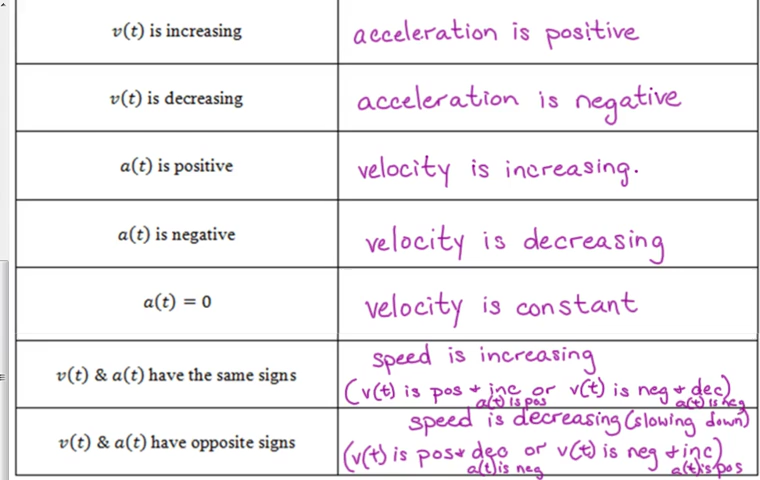 v(t) is increasing
acceleration is positive
v(t) is decreasing
acceleration is negative
a(t) is positive
velocity is increasing.
a(t) is negative
velocity is decreasing
a(t) = 0
velocity is constant
v(t) & a(t) have the same signs
speed is increasing
(v(t) is pos + inc or v(t) is neg + dec)
a(t) is pos a(t) is neg
v(t) & a(t) have opposite signs
speed is decreasing (slowing down)
(v(t) is pos + dec or v(t) is neg + inc)
a(t) is neg a(t) is pos